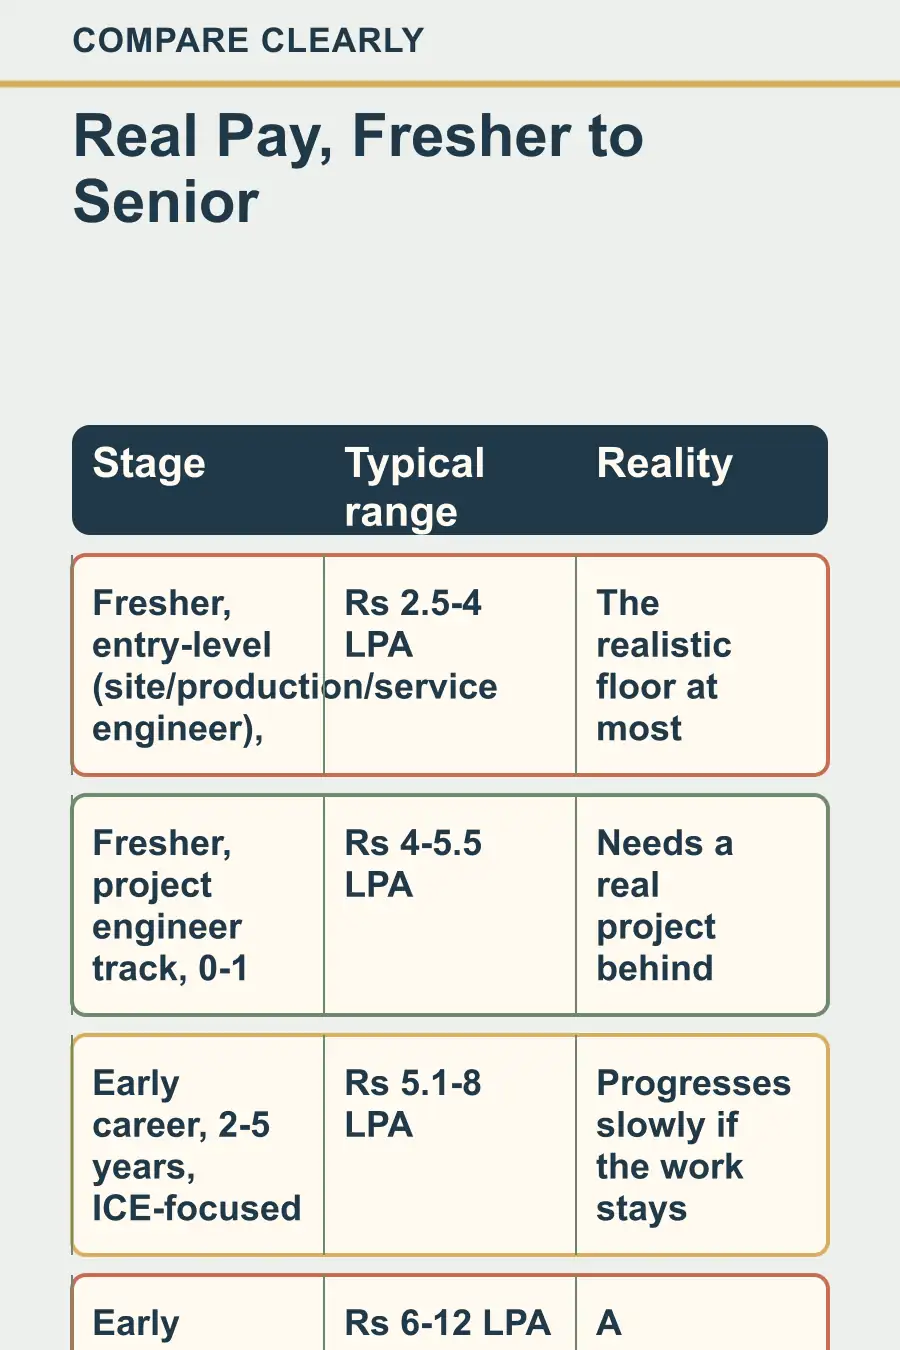 COMPARE CLEARLY
Real Pay, Fresher to
Senior
Stage
Typical
range
Reality
Fresher,
entry-level
(site/production/service
engineer),
Rs 2.5-4
LPA
The
realistic
floor at
most
Fresher,
project
engineer
track, 0-1
Rs 4-5.5
LPA
Needs a
real
project
behind
Early
career, 2-5
years,
ICE-focused
Rs 5.1-8
LPA
Progresses
slowly if
the work
stays
Early
Rs 6-12 LPA
A